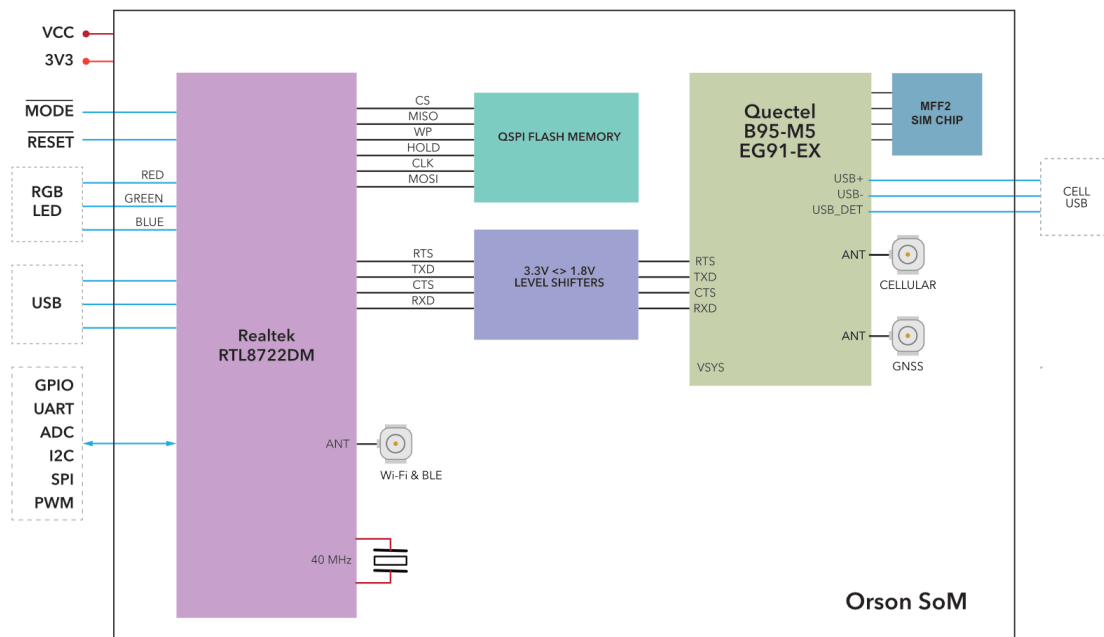 VCC
3V3
MODE
RESET
RGB
LED
RED
GREEN
BLUE
USB
GPIO
UART
ADC
I2C
SPI
PWM
Realtek
RTL8722DM
CS
MISO
WP
HOLD
CLK
MOSI
QSPI FLASH MEMORY
RTS
TXD
CTS
RXD
3.3V <> 1.8V
LEVEL SHIFTERS
ANT
Wi-Fi & BLE
40 MHz
Quectel
B95-M5
EG91-EX
MFF2
SIM CHIP
USB+
USB-
USB_DET
CELL
USB
RTS
TXD
CTS
RXD
ANT
CELLULAR
ANT
GNSS
VSYS
Orson SoM